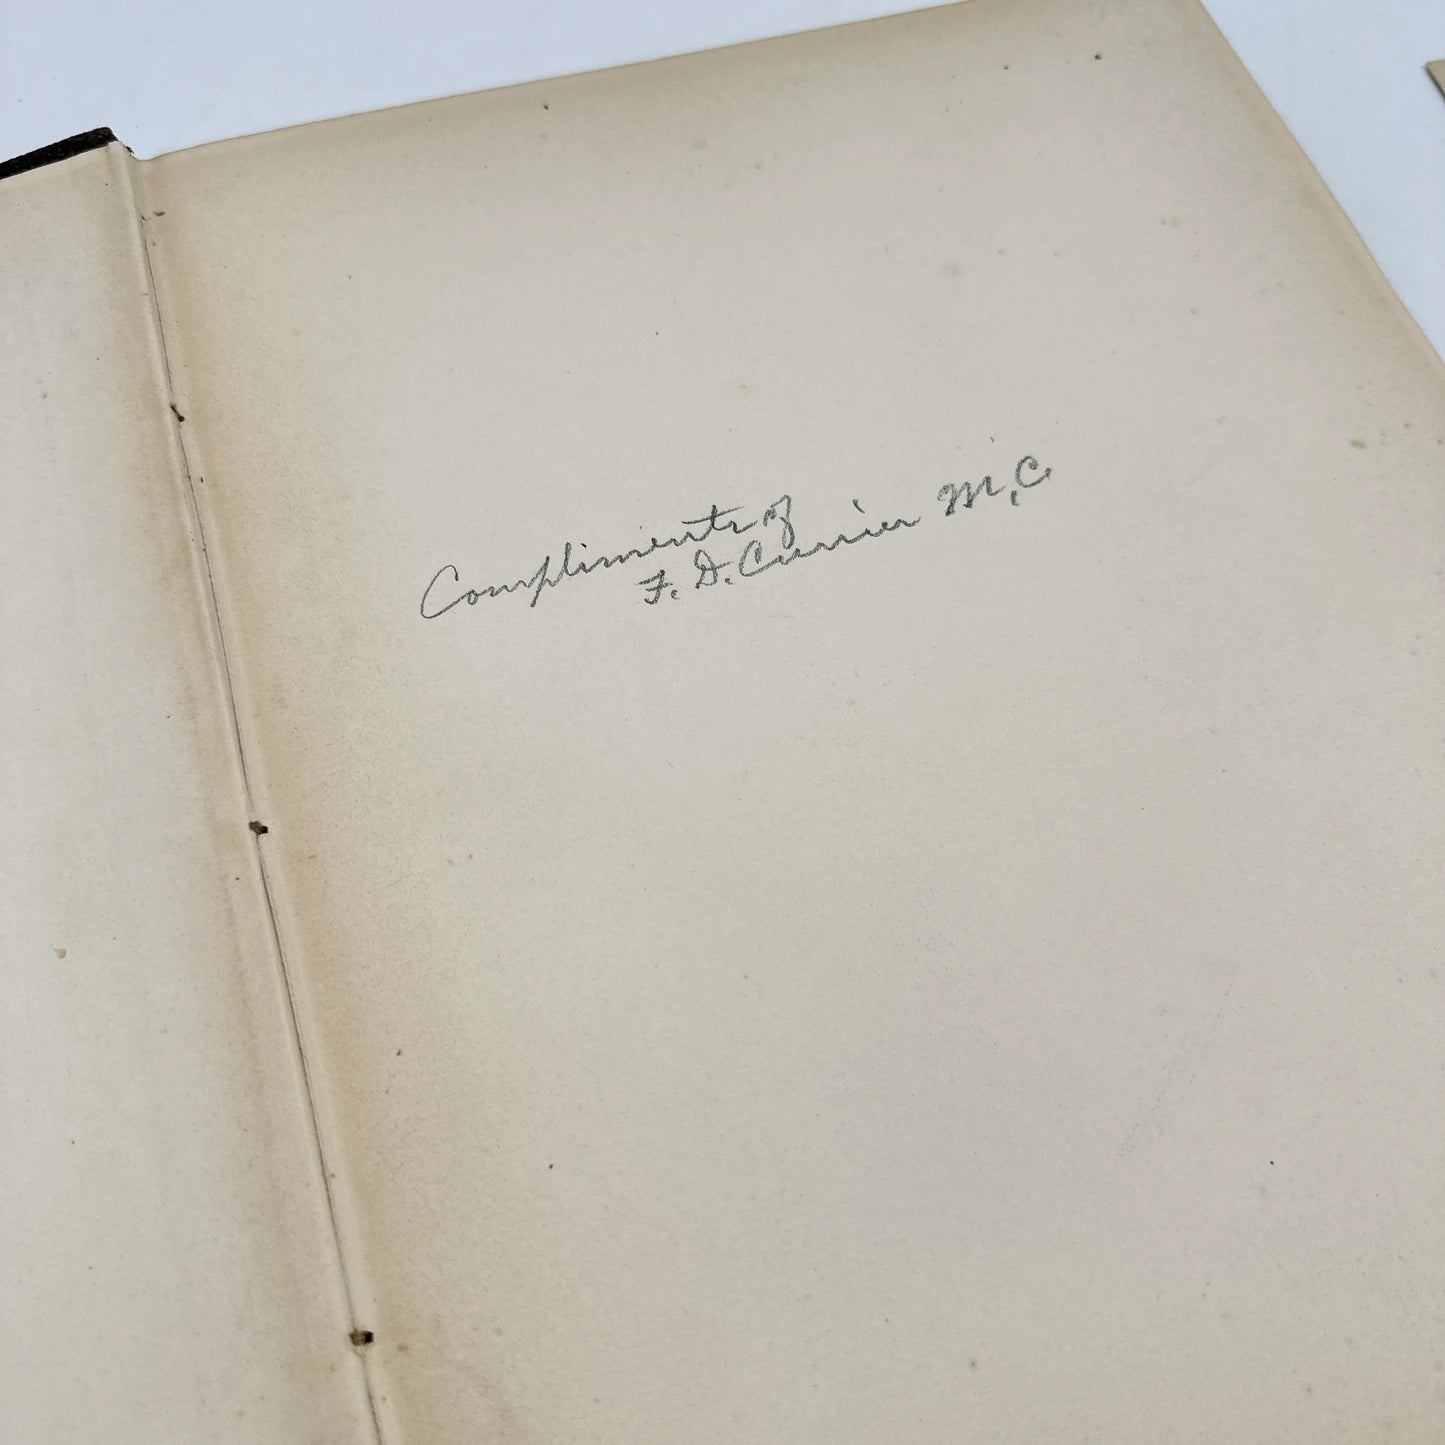 Compliments of
F. D. Currier M.C.